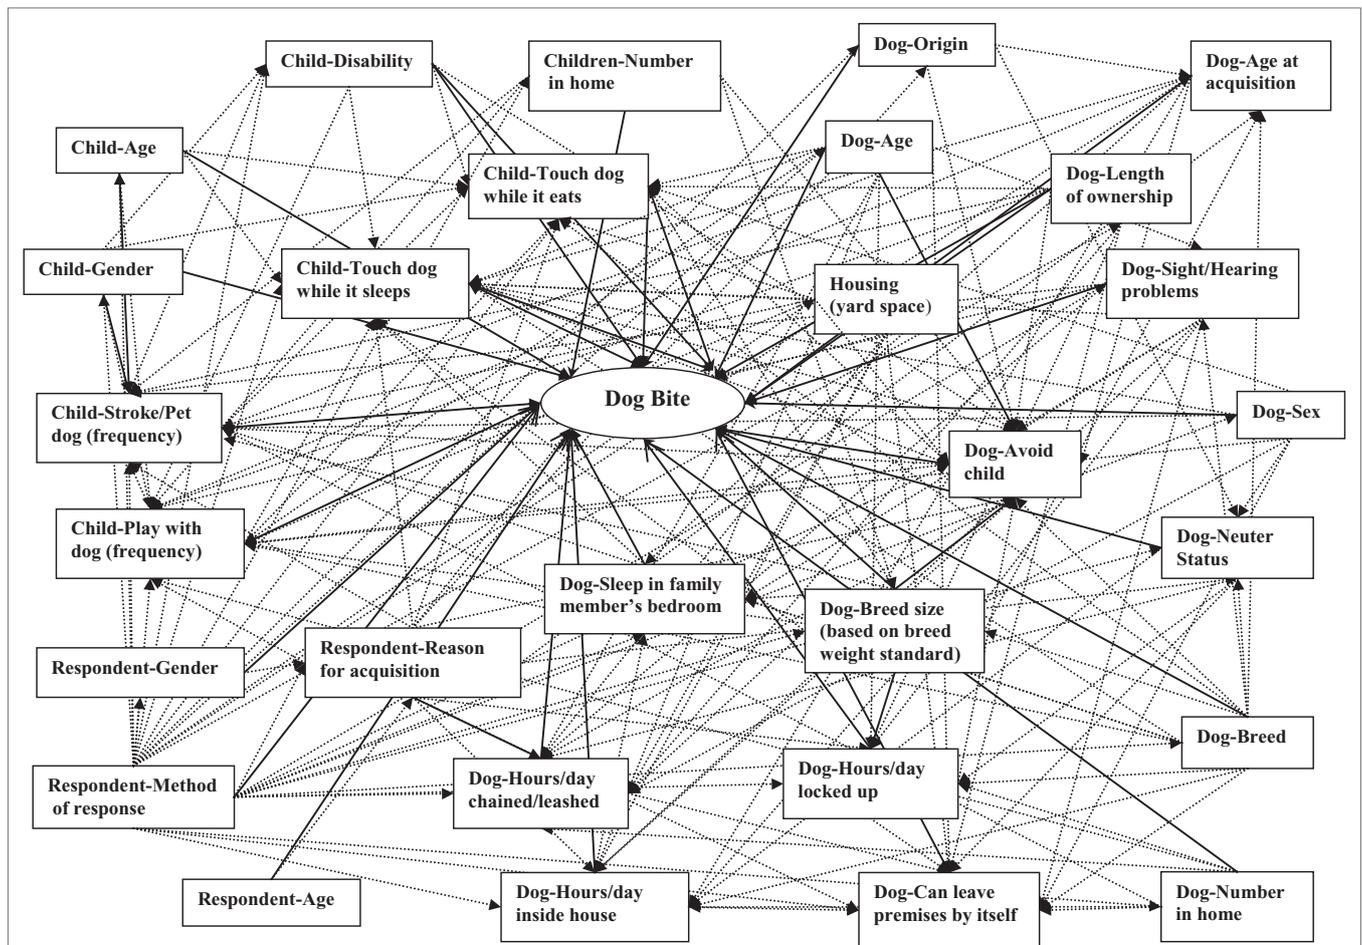 Child-Disability
Children-Number
in home
Dog-Origin
Dog-Age at
acquisition
Child-Age
Child-Touch dog
while it eats
Dog-Age
Dog-Length
of ownership
Child-Gender
Child-Touch dog
while it sleeps
Housing
(yard space)
Dog-Sight/Hearing
problems
Child-Stroke/Pet
dog (frequency)
Dog Bite
Dog-Sex
Dog-Avoid
child
Child-Play with
dog (frequency)
Dog-Neuter
Status
Dog-Sleep in family
member’s bedroom
Dog-Breed size
(based on breed
weight standard)
Respondent-Gender
Respondent-Reason
for acquisition
Dog-Breed
Respondent-Method
of response
Dog-Hours/day
chained/leashed
Dog-Hours/day
locked up
Respondent-Age
Dog-Hours/day
inside house
Dog-Can leave
premises by itself
Dog-Number
in home